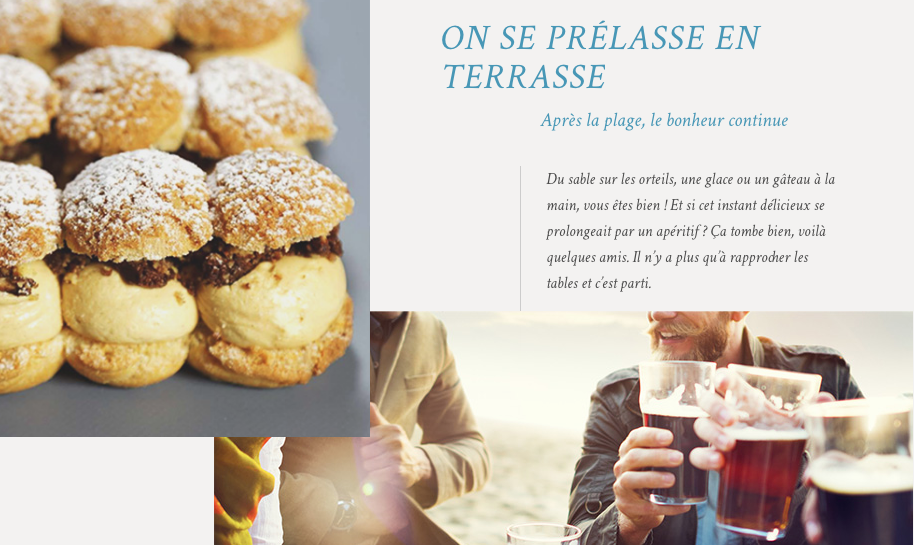 ON SE PRÉLASSE EN
TERRASSE
Après la plage, le bonheur continue
Du sable sur les orteils, une glace ou un gâteau à la
main, vous êtes bien ! Et si cet instant délicieux se
prolongeait par un apéritif ? Ça tombe bien, voilà
quelques amis. Il n'y a plus qu'à rapprocher les
tables et c'est parti.